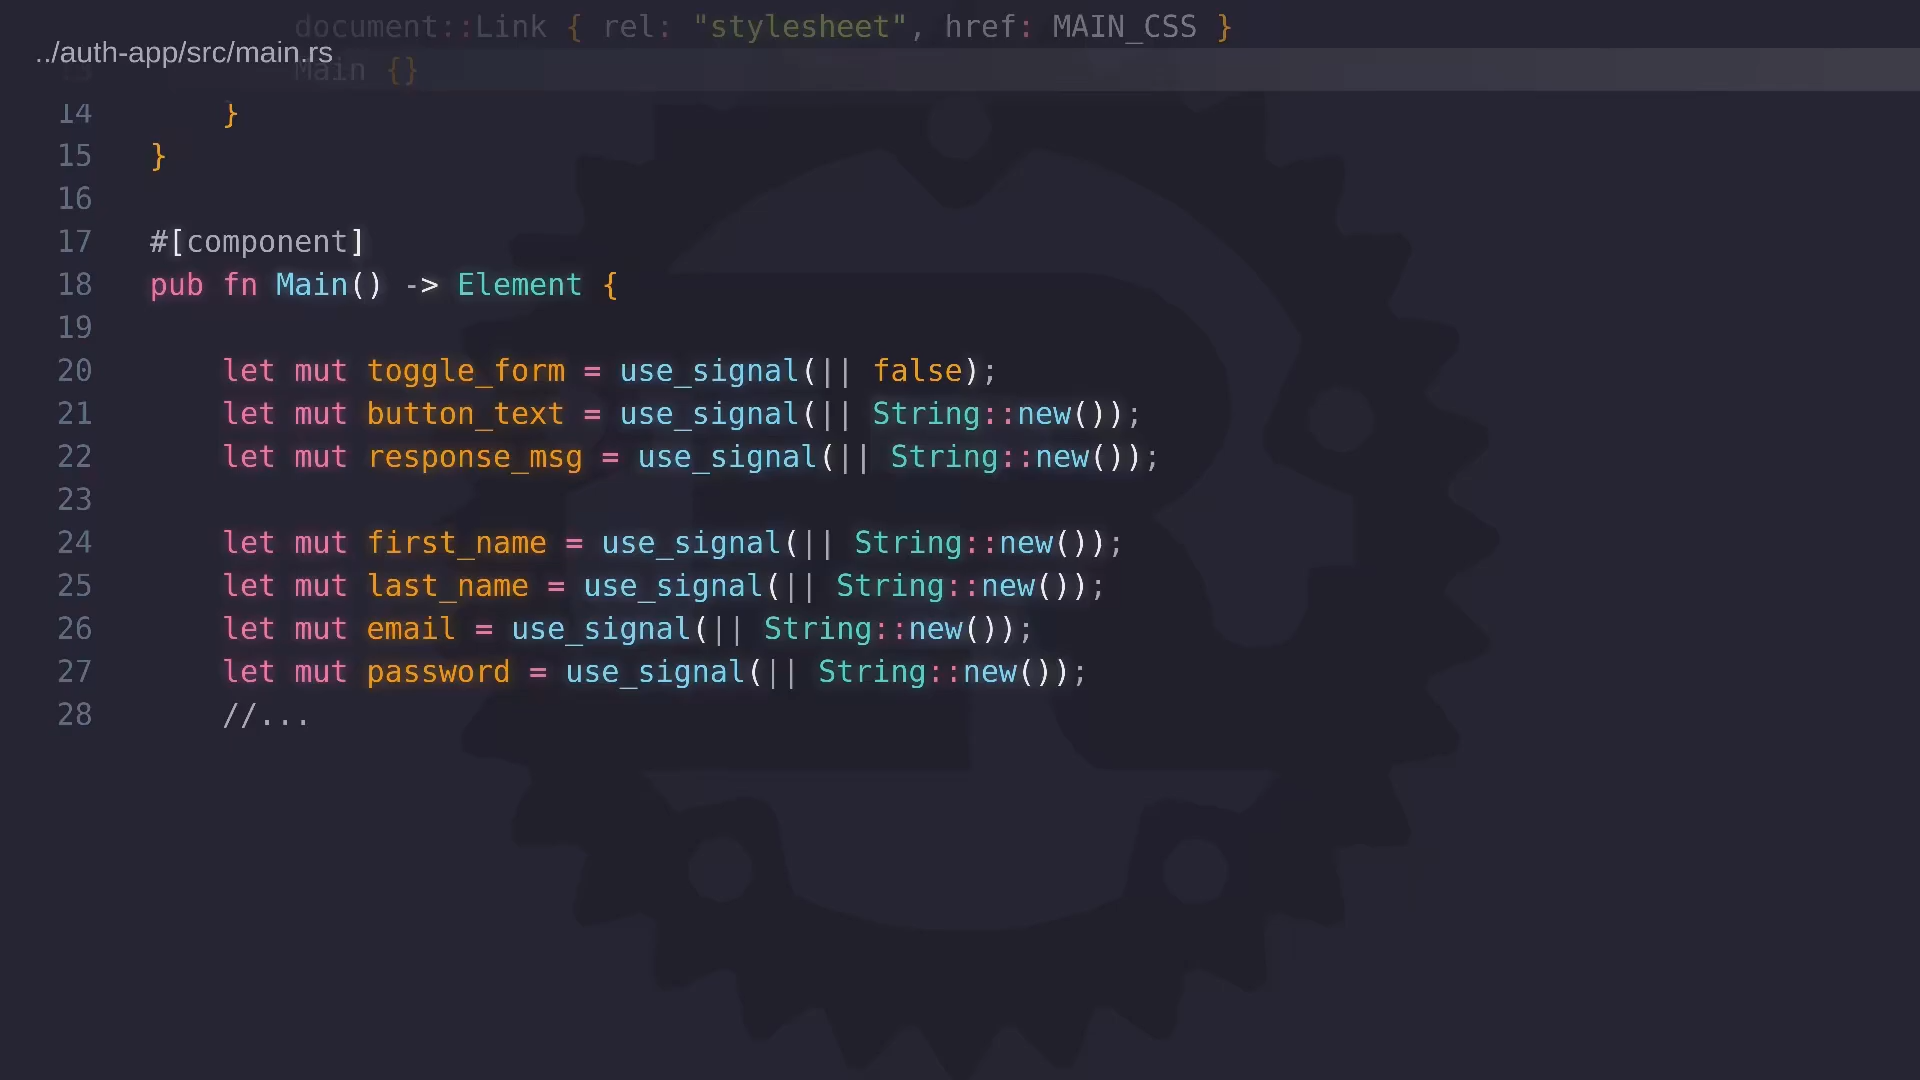 document::Link { rel: "stylesheet", href: MAIN_CSS }
../auth-app/src/main.rs
13 Main {}
14 }
15 }
16
17 #[component]
18 pub fn Main() -> Element {
19
20 let mut toggle_form = use_signal(|| false);
21 let mut button_text = use_signal(|| String::new());
22 let mut response_msg = use_signal(|| String::new());
23
24 let mut first_name = use_signal(|| String::new());
25 let mut last_name = use_signal(|| String::new());
26 let mut email = use_signal(|| String::new());
27 let mut password = use_signal(|| String::new());
28 //...